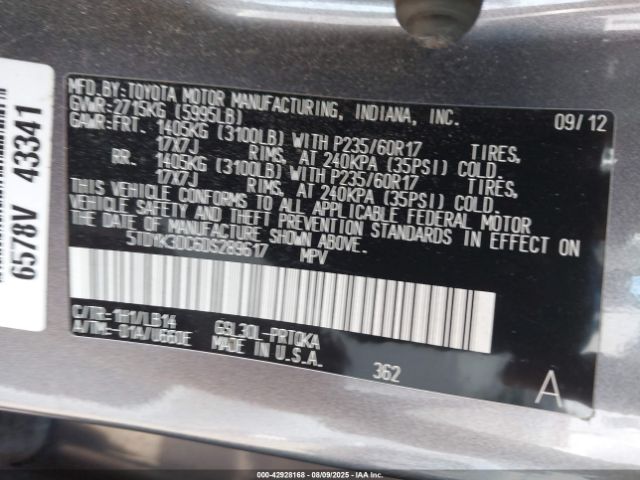 MFD.BY:TOYOTA MOTOR MANUFACTURING, INDIANA, INC.
GVWR:2715KG (5995LB) 09/12
GAWR:FRT. 1405KG (3100LB) WITH P235/60R17 TIRES,
17X7J RIMS, AT 240KPA (35PSI) COLD.
RR. 1405KG (3100LB) WITH P235/60R17 TIRES,
17X7J RIMS, AT 240KPA (35PSI) COLD.
THIS VEHICLE CONFORMS TO ALL APPLICABLE FEDERAL MOTOR
VEHICLE SAFETY AND THEFT PREVENTION STANDARDS IN EFFECT ON
THE DATE OF MANUFACTURE SHOWN ABOVE.
5TDYK3DC6DS289617 MPV
C/TR:1H1/LB14 GSL30L-PRTQKA
A/TM:-01A/U660E MADE IN U.S.A.
362
A
6578V 43341
000-42928168 - 08/09/2025 - IAA Inc.